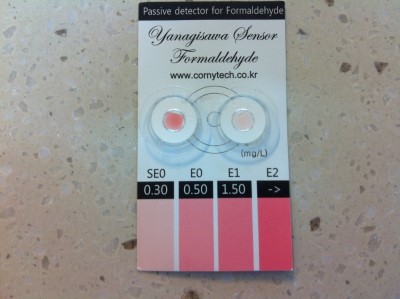 Passive detector for Formaldehyde
Yanagisawa Sensor
Formaldehyde
www.cornytech.co.kr
(mg/L)
SE0 E0 E1 E2
0.30 0.50 1.50 ->